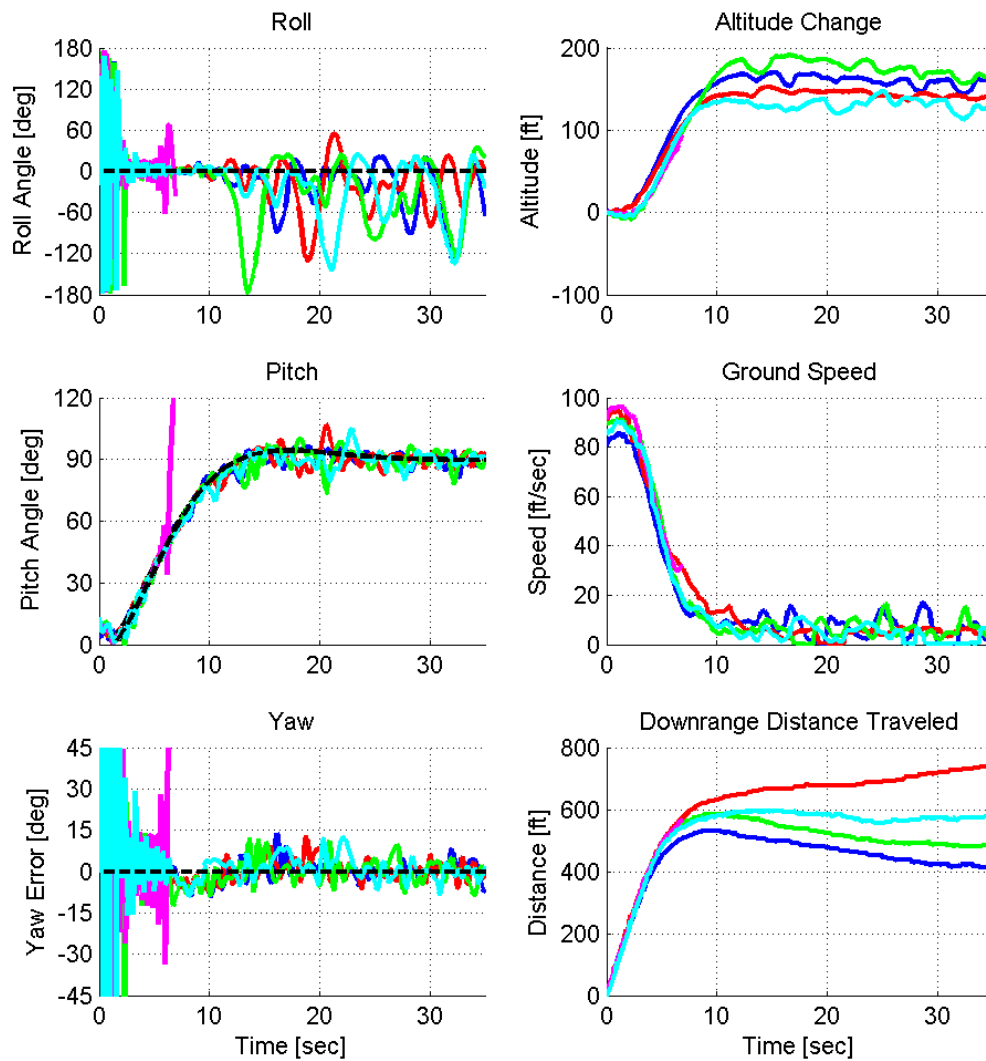 Roll
180
120
60
0
-60
-120
-180
Roll Angle [deg]
0 10 20 30
Altitude Change
200
100
0
-100
Altitude [ft]
0 10 20 30
Pitch
120
90
60
30
0
Pitch Angle [deg]
0 10 20 30
Ground Speed
100
80
60
40
20
0
Speed [ft/sec]
0 10 20 30
Yaw
45
30
15
0
-15
-30
-45
Yaw Error [deg]
0 10 20 30
Time [sec]
Downrange Distance Traveled
800
600
400
200
0
Distance [ft]
0 10 20 30
Time [sec]